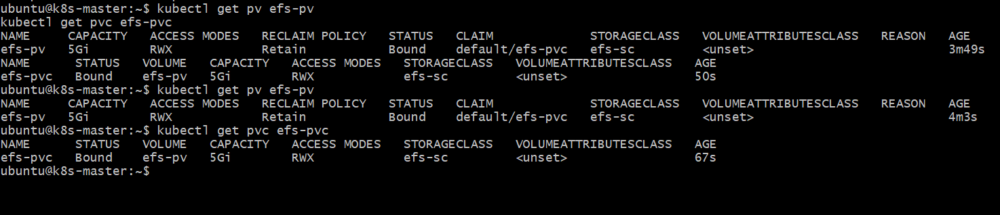 ubuntu@k8s-master:~$ kubectl get pv efs-pv
kubectl get pvc efs-pvc
NAME     CAPACITY   ACCESS MODES   RECLAIM POLICY   STATUS   CLAIM             STORAGECLASS   VOLUMEATTRIBUTESCLASS   REASON   AGE
efs-pv   5Gi        RWX            Retain           Bound    default/efs-pvc   efs-sc         <unset>                          3m49s
NAME      STATUS   VOLUME   CAPACITY   ACCESS MODES   STORAGECLASS   VOLUMEATTRIBUTESCLASS   AGE
efs-pvc   Bound    efs-pv   5Gi        RWX            efs-sc         <unset>                 50s
ubuntu@k8s-master:~$ kubectl get pv efs-pv
NAME     CAPACITY   ACCESS MODES   RECLAIM POLICY   STATUS   CLAIM             STORAGECLASS   VOLUMEATTRIBUTESCLASS   REASON   AGE
efs-pv   5Gi        RWX            Retain           Bound    default/efs-pvc   efs-sc         <unset>                          4m3s
ubuntu@k8s-master:~$ kubectl get pvc efs-pvc
NAME      STATUS   VOLUME   CAPACITY   ACCESS MODES   STORAGECLASS   VOLUMEATTRIBUTESCLASS   AGE
efs-pvc   Bound    efs-pv   5Gi        RWX            efs-sc         <unset>                 67s
ubuntu@k8s-master:~$